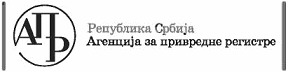 АПР
Република Србија
Агенција за привредне регистре